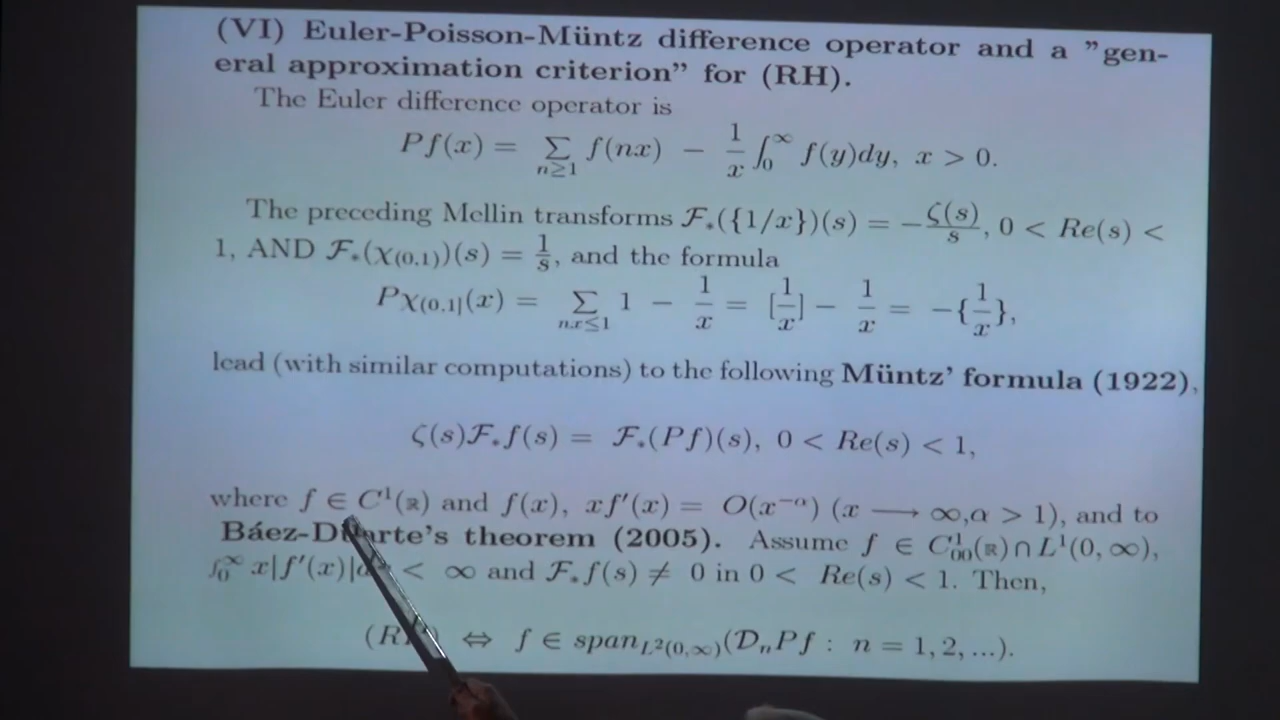 (VI) Euler-Poisson-Müntz difference operator and a "gen-
eral approximation criterion" for (RH).
The Euler difference operator is
Pf(x) = ∑_{n≥1} f(nx) − 1/x ∫_0^∞ f(y)dy, x > 0.
The preceding Mellin transforms F_*({1/x})(s) = −ζ(s)/s, 0 < Re(s) <
1, AND F_*(χ_{(0,1)})(s) = 1/s, and the formula
Pχ_{(0,1]}(x) = ∑_{nx≤1} 1 − 1/x = [1/x] − 1/x = −{1/x},
lead (with similar computations) to the following Müntz' formula (1922),
ζ(s)F_*f(s) = F_*(Pf)(s), 0 < Re(s) < 1,
where f ∈ C^1(ℝ) and f(x), xf'(x) = O(x^{−α}) (x ⟶ ∞,α > 1), and to
Báez-Duarte's theorem (2005). Assume f ∈ C^1_{00}(ℝ)∩L^1(0,∞),
∫_0^∞ x|f'(x)|dx < ∞ and F_*f(s) ≠ 0 in 0 < Re(s) < 1. Then,
(RH) ⇔ f ∈ span_{L^2(0,∞)}(D_nPf : n = 1,2,...).